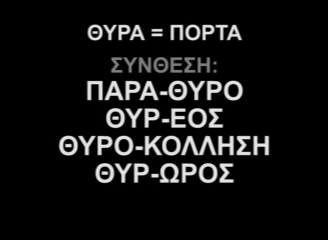 ΘΥΡΑ = ΠΟΡΤΑ
ΣΥΝΘΕΣΗ:
ΠΑΡΑ-ΘΥΡΟ
ΘΥΡ-ΕΟΣ
ΘΥΡΟ-ΚΟΛΛΗΣΗ
ΘΥΡ-ΩΡΟΣ